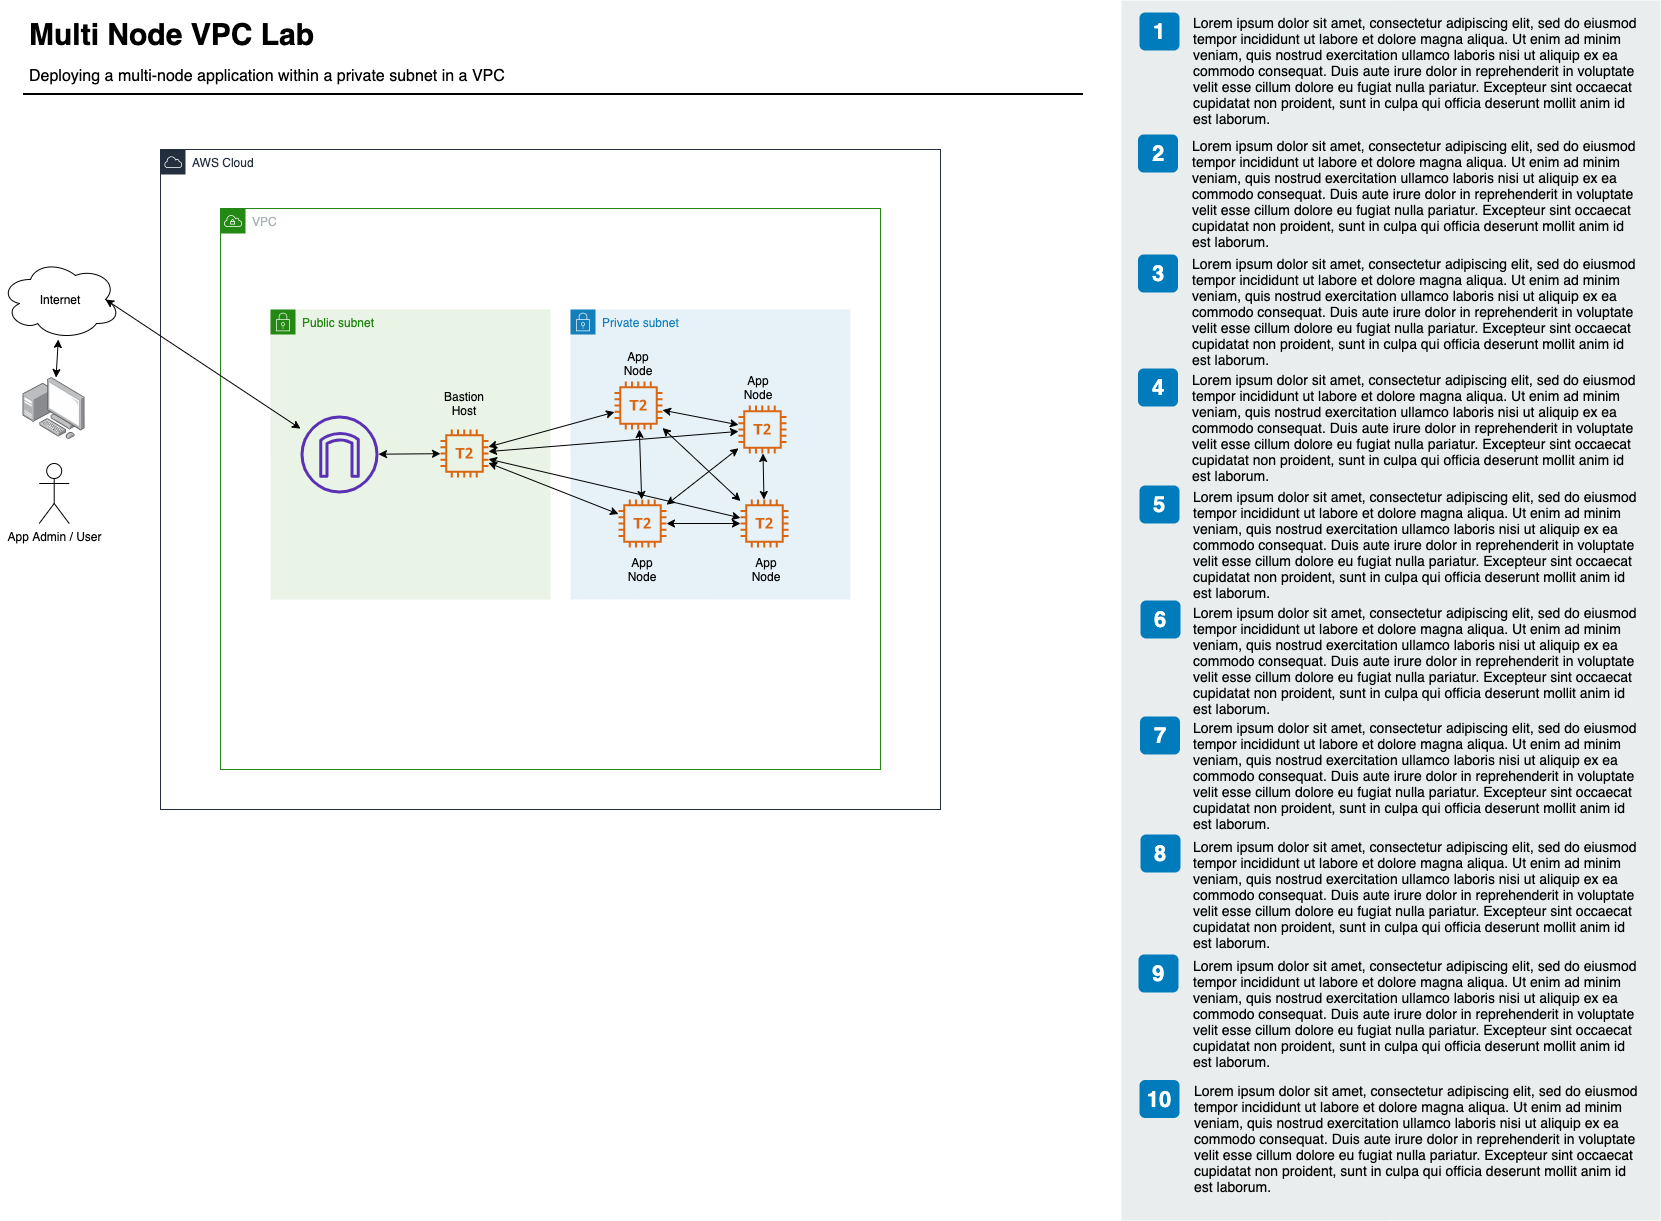 Multi Node VPC Lab
Deploying a multi-node application within a private subnet in a VPC
AWS Cloud
VPC
Internet
App Admin / User
Public subnet
Bastion
Host
T2
Private subnet
App
Node
T2
App
Node
T2
T2
App
Node
T2
App
Node
1
Lorem ipsum dolor sit amet, consectetur adipiscing elit, sed do eiusmod
tempor incididunt ut labore et dolore magna aliqua. Ut enim ad minim
veniam, quis nostrud exercitation ullamco laboris nisi ut aliquip ex ea
commodo consequat. Duis aute irure dolor in reprehenderit in voluptate
velit esse cillum dolore eu fugiat nulla pariatur. Excepteur sint occaecat
cupidatat non proident, sunt in culpa qui officia deserunt mollit anim id
est laborum.
2
Lorem ipsum dolor sit amet, consectetur adipiscing elit, sed do eiusmod
tempor incididunt ut labore et dolore magna aliqua. Ut enim ad minim
veniam, quis nostrud exercitation ullamco laboris nisi ut aliquip ex ea
commodo consequat. Duis aute irure dolor in reprehenderit in voluptate
velit esse cillum dolore eu fugiat nulla pariatur. Excepteur sint occaecat
cupidatat non proident, sunt in culpa qui officia deserunt mollit anim id
est laborum.
3
Lorem ipsum dolor sit amet, consectetur adipiscing elit, sed do eiusmod
tempor incididunt ut labore et dolore magna aliqua. Ut enim ad minim
veniam, quis nostrud exercitation ullamco laboris nisi ut aliquip ex ea
commodo consequat. Duis aute irure dolor in reprehenderit in voluptate
velit esse cillum dolore eu fugiat nulla pariatur. Excepteur sint occaecat
cupidatat non proident, sunt in culpa qui officia deserunt mollit anim id
est laborum.
4
Lorem ipsum dolor sit amet, consectetur adipiscing elit, sed do eiusmod
tempor incididunt ut labore et dolore magna aliqua. Ut enim ad minim
veniam, quis nostrud exercitation ullamco laboris nisi ut aliquip ex ea
commodo consequat. Duis aute irure dolor in reprehenderit in voluptate
velit esse cillum dolore eu fugiat nulla pariatur. Excepteur sint occaecat
cupidatat non proident, sunt in culpa qui officia deserunt mollit anim id
est laborum.
5
Lorem ipsum dolor sit amet, consectetur adipiscing elit, sed do eiusmod
tempor incididunt ut labore et dolore magna aliqua. Ut enim ad minim
veniam, quis nostrud exercitation ullamco laboris nisi ut aliquip ex ea
commodo consequat. Duis aute irure dolor in reprehenderit in voluptate
velit esse cillum dolore eu fugiat nulla pariatur. Excepteur sint occaecat
cupidatat non proident, sunt in culpa qui officia deserunt mollit anim id
est laborum.
6
Lorem ipsum dolor sit amet, consectetur adipiscing elit, sed do eiusmod
tempor incididunt ut labore et dolore magna aliqua. Ut enim ad minim
veniam, quis nostrud exercitation ullamco laboris nisi ut aliquip ex ea
commodo consequat. Duis aute irure dolor in reprehenderit in voluptate
velit esse cillum dolore eu fugiat nulla pariatur. Excepteur sint occaecat
cupidatat non proident, sunt in culpa qui officia deserunt mollit anim id
est laborum.
7
Lorem ipsum dolor sit amet, consectetur adipiscing elit, sed do eiusmod
tempor incididunt ut labore et dolore magna aliqua. Ut enim ad minim
veniam, quis nostrud exercitation ullamco laboris nisi ut aliquip ex ea
commodo consequat. Duis aute irure dolor in reprehenderit in voluptate
velit esse cillum dolore eu fugiat nulla pariatur. Excepteur sint occaecat
cupidatat non proident, sunt in culpa qui officia deserunt mollit anim id
est laborum.
8
Lorem ipsum dolor sit amet, consectetur adipiscing elit, sed do eiusmod
tempor incididunt ut labore et dolore magna aliqua. Ut enim ad minim
veniam, quis nostrud exercitation ullamco laboris nisi ut aliquip ex ea
commodo consequat. Duis aute irure dolor in reprehenderit in voluptate
velit esse cillum dolore eu fugiat nulla pariatur. Excepteur sint occaecat
cupidatat non proident, sunt in culpa qui officia deserunt mollit anim id
est laborum.
9
Lorem ipsum dolor sit amet, consectetur adipiscing elit, sed do eiusmod
tempor incididunt ut labore et dolore magna aliqua. Ut enim ad minim
veniam, quis nostrud exercitation ullamco laboris nisi ut aliquip ex ea
commodo consequat. Duis aute irure dolor in reprehenderit in voluptate
velit esse cillum dolore eu fugiat nulla pariatur. Excepteur sint occaecat
cupidatat non proident, sunt in culpa qui officia deserunt mollit anim id
est laborum.
10
Lorem ipsum dolor sit amet, consectetur adipiscing elit, sed do eiusmod
tempor incididunt ut labore et dolore magna aliqua. Ut enim ad minim
veniam, quis nostrud exercitation ullamco laboris nisi ut aliquip ex ea
commodo consequat. Duis aute irure dolor in reprehenderit in voluptate
velit esse cillum dolore eu fugiat nulla pariatur. Excepteur sint occaecat
cupidatat non proident, sunt in culpa qui officia deserunt mollit anim id
est laborum.